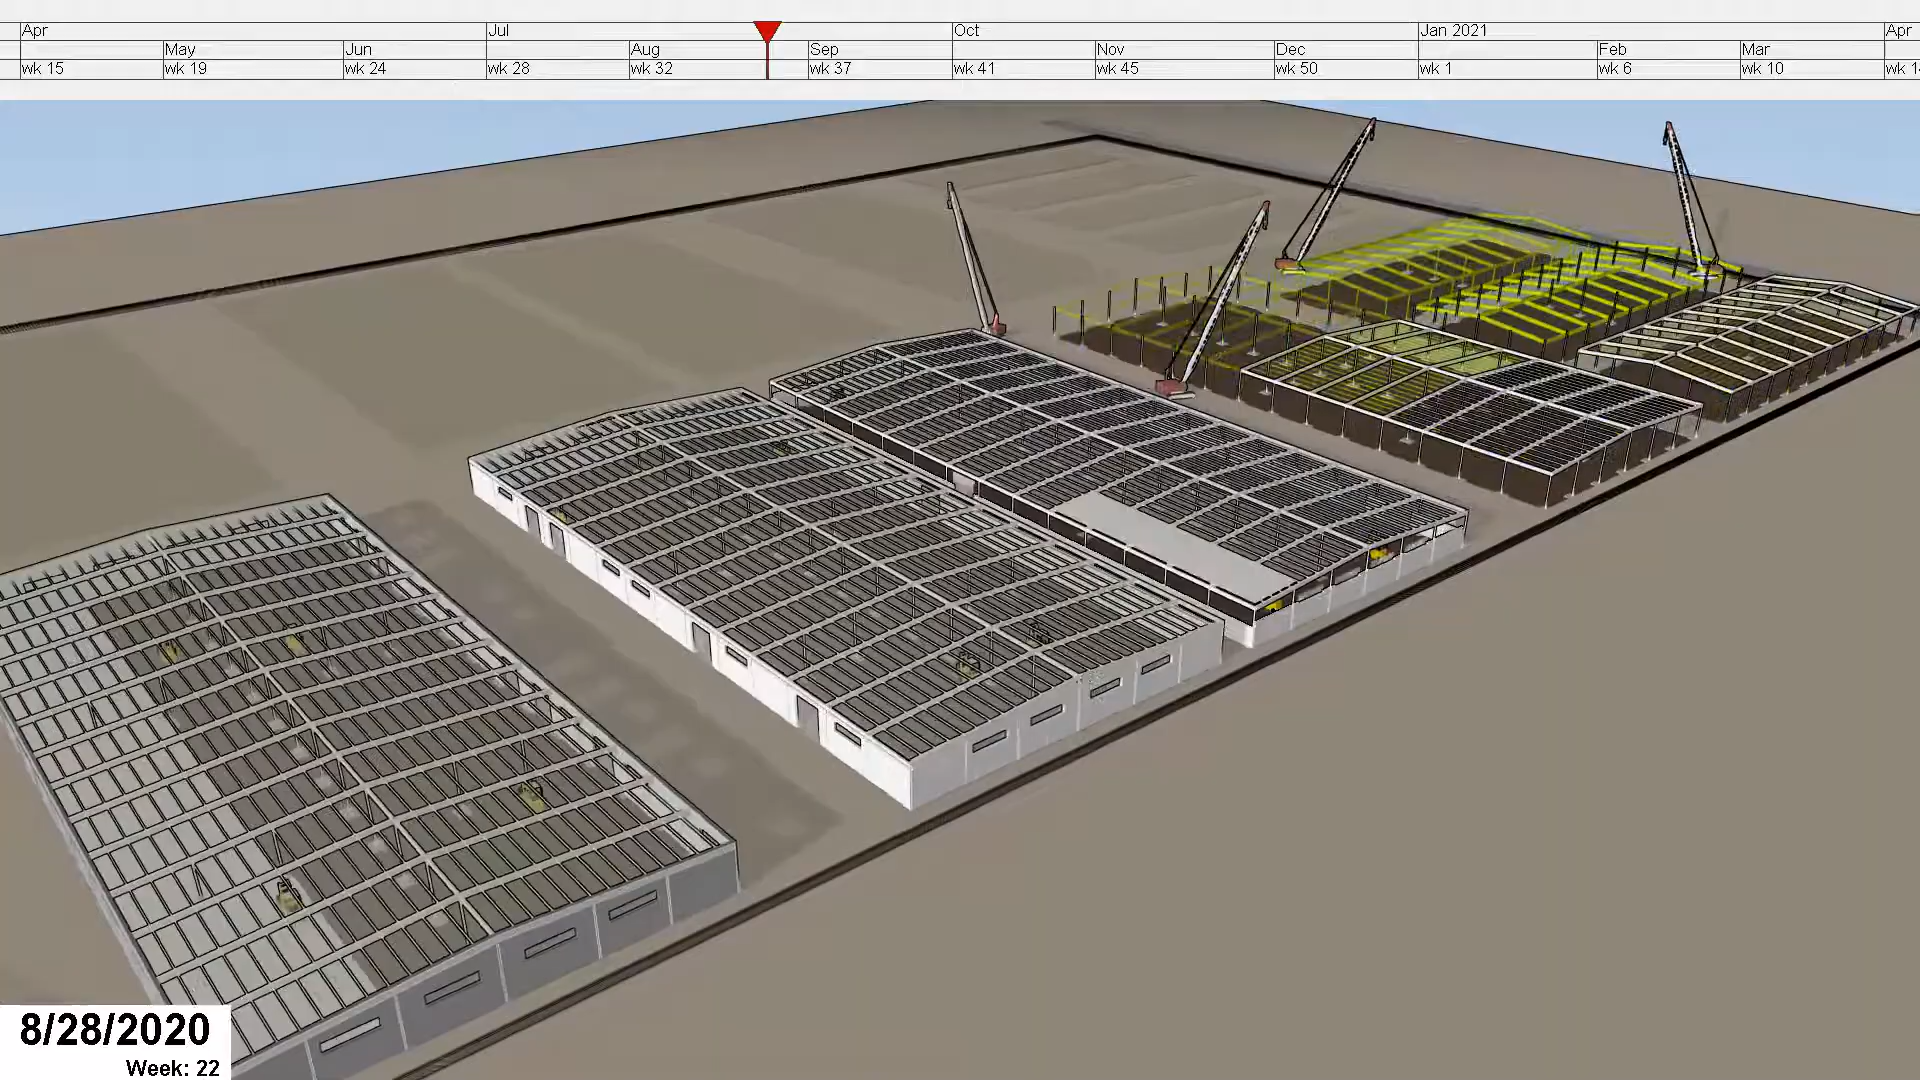 Apr Jul Oct Jan 2021 Apr
May Jun Aug Sep Nov Dec Feb Mar
wk 15 wk 19 wk 24 wk 28 wk 32 wk 37 wk 41 wk 45 wk 50 wk 1 wk 6 wk 10 wk
8/28/2020
Week: 22